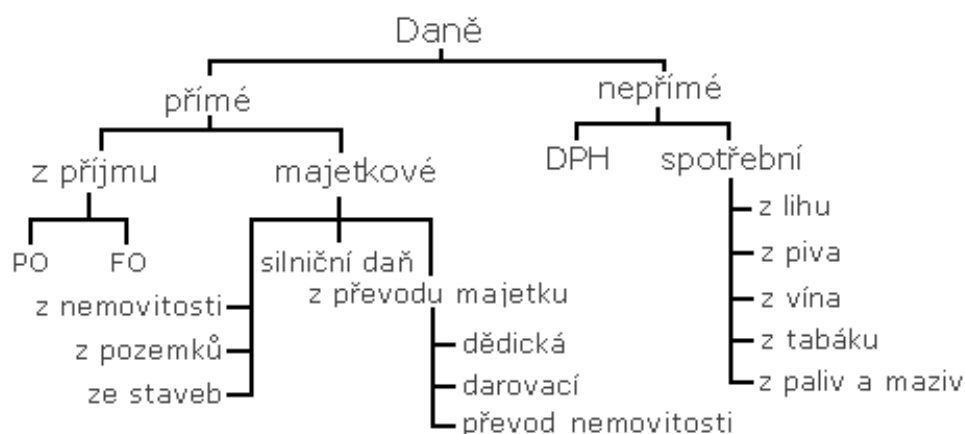 Daně
přímé
nepřímé
z příjmu
majetkové
DPH
spotřební
PO
FO
silniční daň
z převodu majetku
z nemovitosti
z pozemků
ze staveb
dědická
darovací
převod nemovitosti
z lihu
z piva
z vína
z tabáku
z paliv a maziv